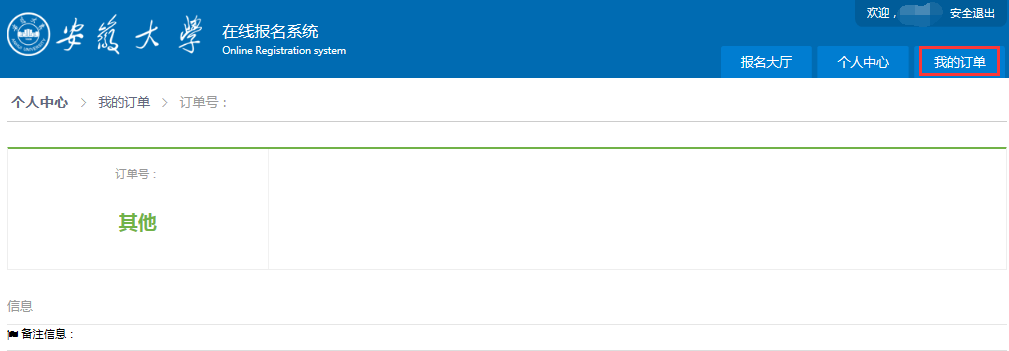 欢迎， 安全退出
安徽大学
在线报名系统
Online Registration system
报名大厅 个人中心 我的订单
个人中心 > 我的订单 > 订单号：
订单号：
其他
信息
备注信息：